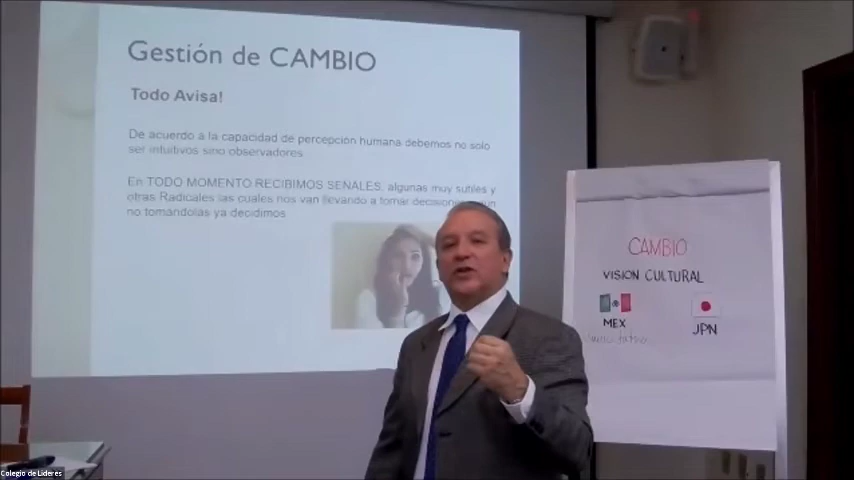 Gestión de CAMBIO
Todo Avisa!
De acuerdo a la capacidad de percepción humana debemos no solo
ser intuitivos sino observadores
En TODO MOMENTO RECIBIMOS SEÑALES, algunas muy sutiles y
otras Radicales las cuales nos van llevando a tomar decisiones
no tomándolas ya decidimos
CAMBIO
VISION CULTURAL
MEX
JPN
Colegio de Lideres